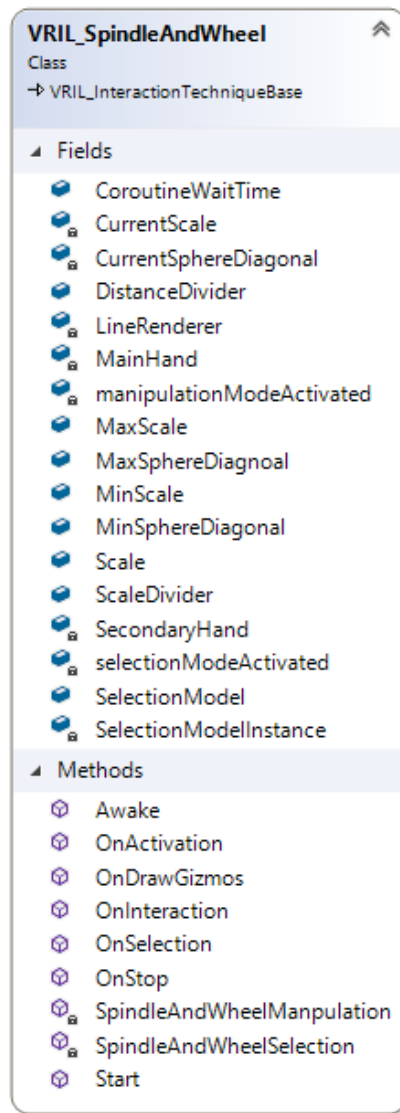 VRIL_SpindleAndWheel
Class
VRIL_InteractionTechniqueBase
Fields
CoroutineWaitTime
CurrentScale
CurrentSphereDiagonal
DistanceDivider
LineRenderer
MainHand
manipulationModeActivated
MaxScale
MaxSphereDiagnoal
MinScale
MinSphereDiagonal
Scale
ScaleDivider
SecondaryHand
selectionModeActivated
SelectionModel
SelectionModelInstance
Methods
Awake
OnActivation
OnDrawGizmos
OnInteraction
OnSelection
OnStop
SpindleAndWheelManpulation
SpindleAndWheelSelection
Start